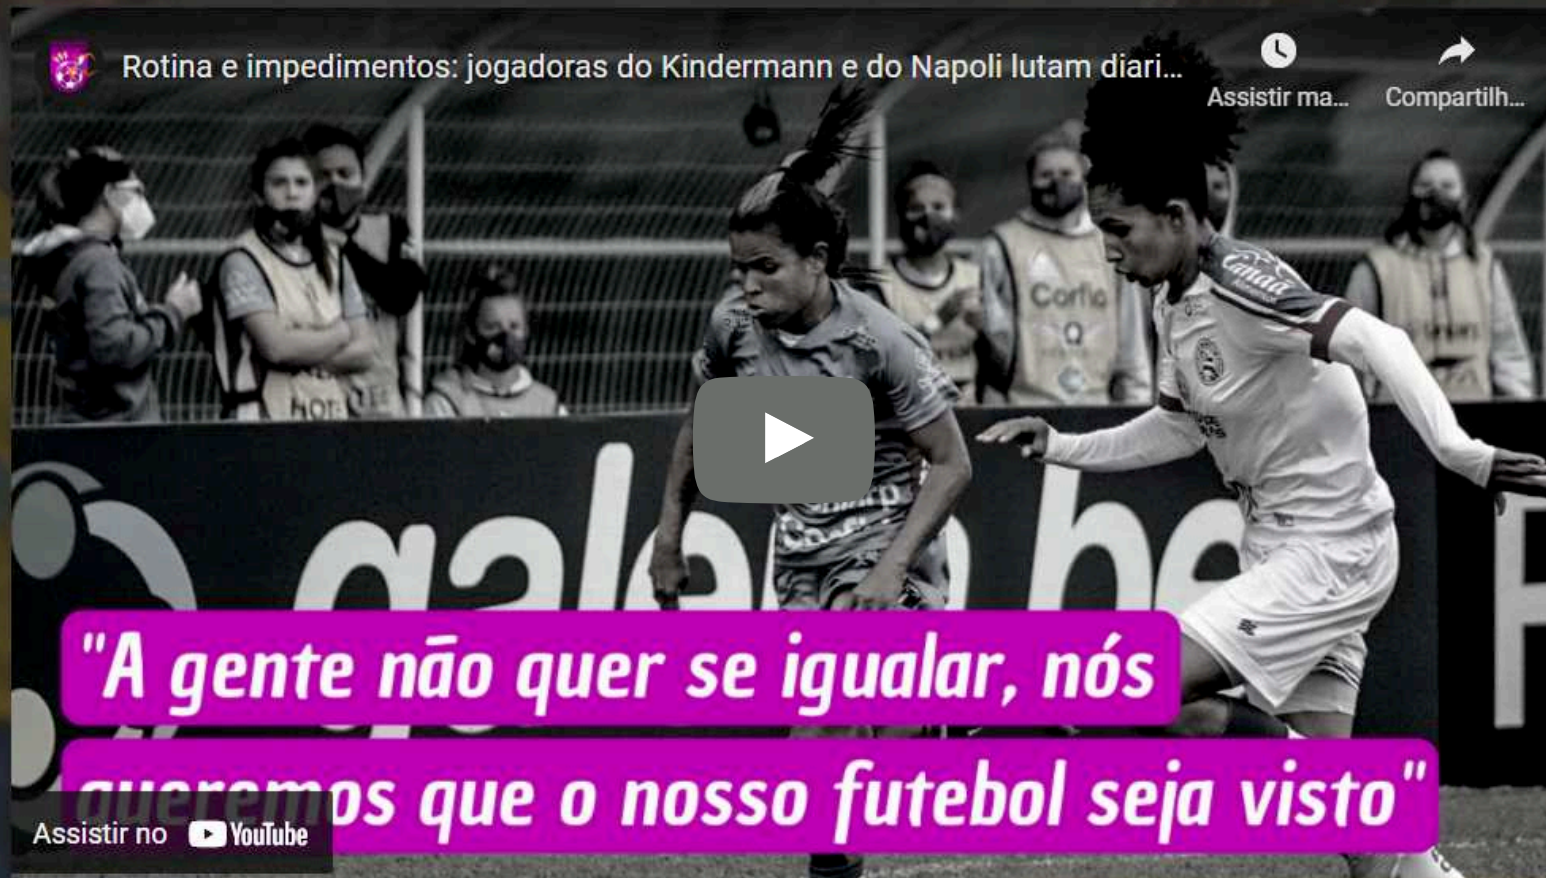 Rotina e impedimentos: jogadoras do Kindermann e do Napoli lutam diari...
Assistir ma...
Compartilh...
Canaã
"A gente não quer se igualar, nós
queremos que o nosso futebol seja visto"
Assistir no YouTube